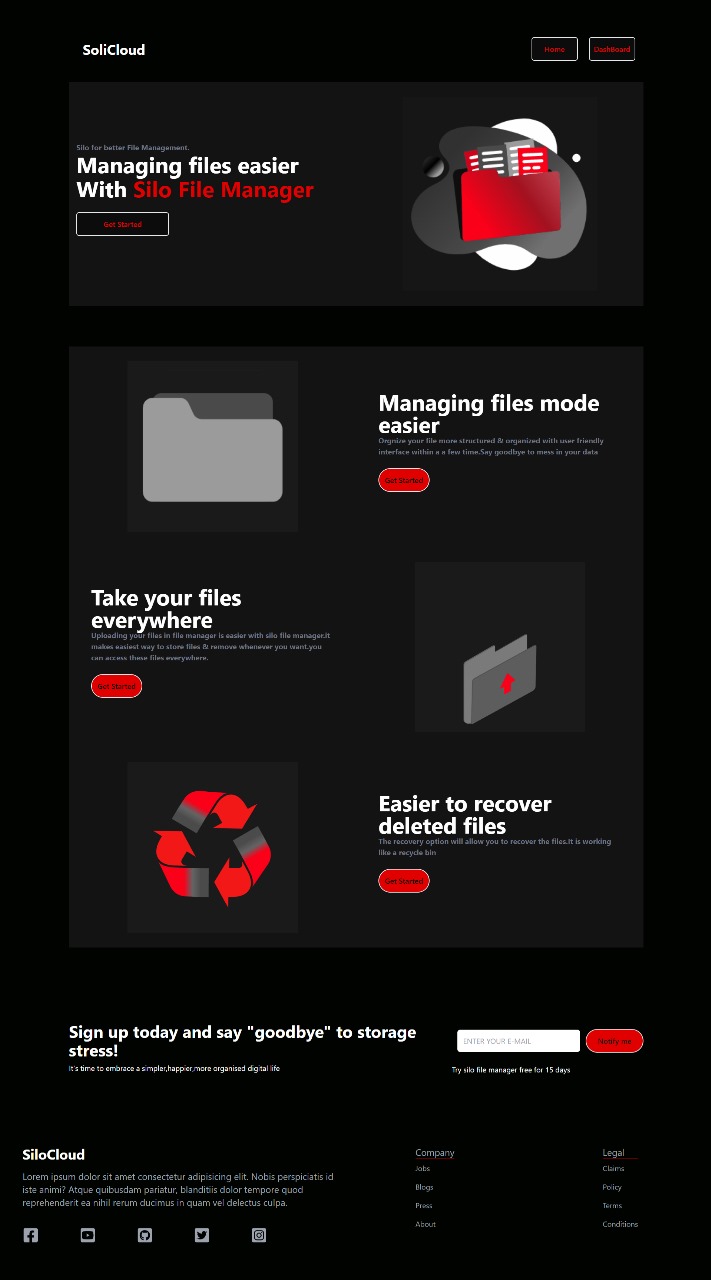 SoliCloud
Home
DashBoard
Silo for better File Management.
Managing files easier
With Silo File Manager
Get Started
Managing files mode
easier
Orgnize your file more structured & organized with user friendly
interface within a a few time.Say goodbye to mess in your data
Get Started
Take your files
everywhere
Uploading your files in file manager is easier with silo file manager.It
makes easiest way to store files & remove whenever you want.you
can access these files everywhere.
Get Started
Easier to recover
deleted files
The recovery option will allow you to recover the files.It is working
like a recycle bin
Get Started
Sign up today and say "goodbye" to storage
stress!
It's time to embrace a simpler,happier,more organised digital life
ENTER YOUR E-MAIL
Notify me
Try silo file manager free for 15 days
SiloCloud
Lorem ipsum dolor sit amet consectetur adipisicing elit. Nobis perspiciatis id
iste animi? Atque quibusdam pariatur, blanditiis dolor tempore quod
reprehenderit ea nihil rerum ducimus in quam vel delectus culpa.
Company
Jobs
Blogs
Press
About
Legal
Claims
Policy
Terms
Conditions